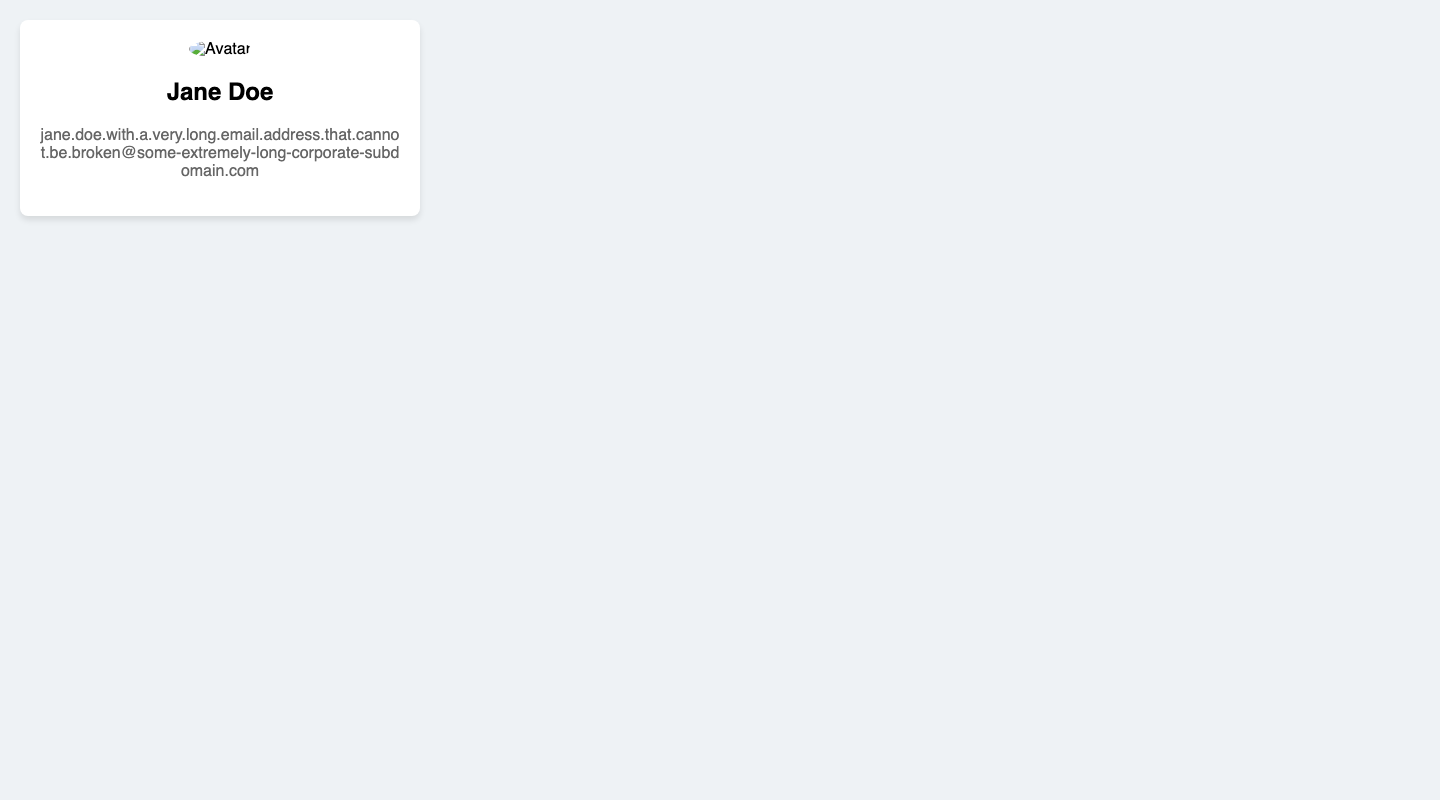 Avatar
Jane Doe
jane.doe.with.a.very.long.email.address.that.canno
t.be.broken@some-extremely-long-corporate-subd
omain.com